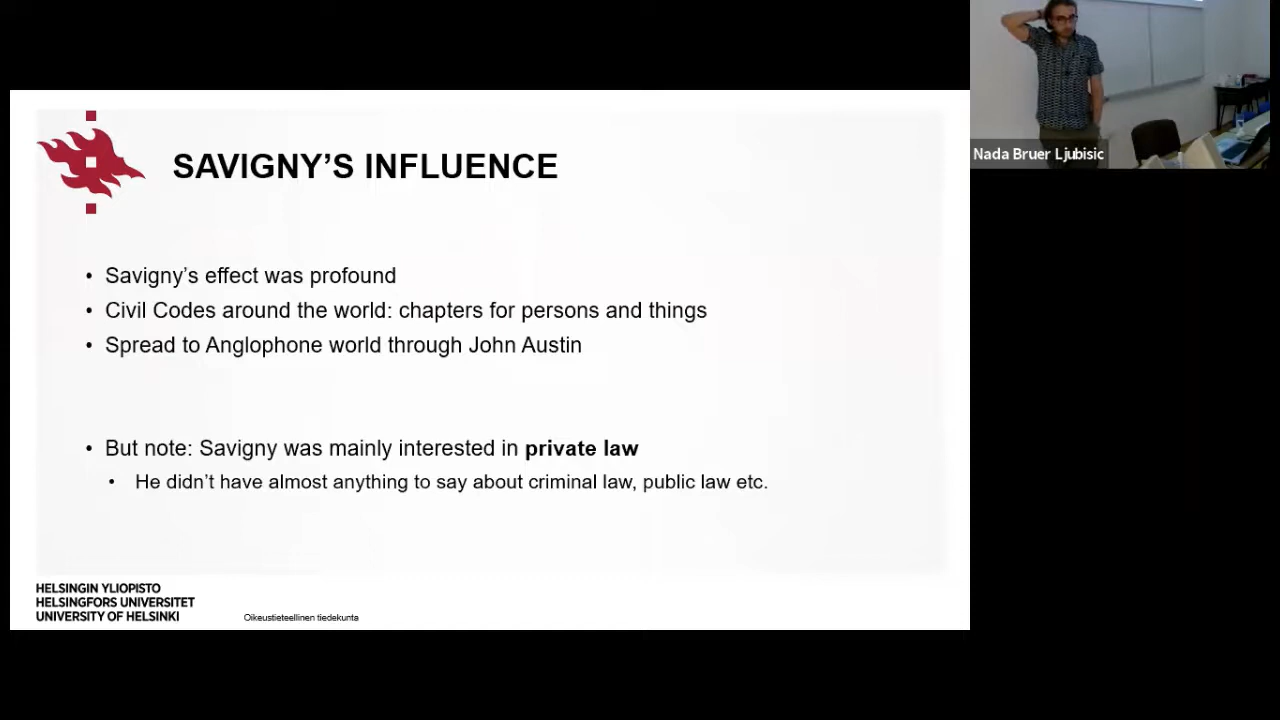 SAVIGNY'S INFLUENCE
• Savigny's effect was profound
• Civil Codes around the world: chapters for persons and things
• Spread to Anglophone world through John Austin
• But note: Savigny was mainly interested in private law
• He didn't have almost anything to say about criminal law, public law etc.
HELSINGIN YLIOPISTO
HELSINGFORS UNIVERSITET
UNIVERSITY OF HELSINKI
Oikeustieteellinen tiedekunta
Nada Bruer Ljubisic